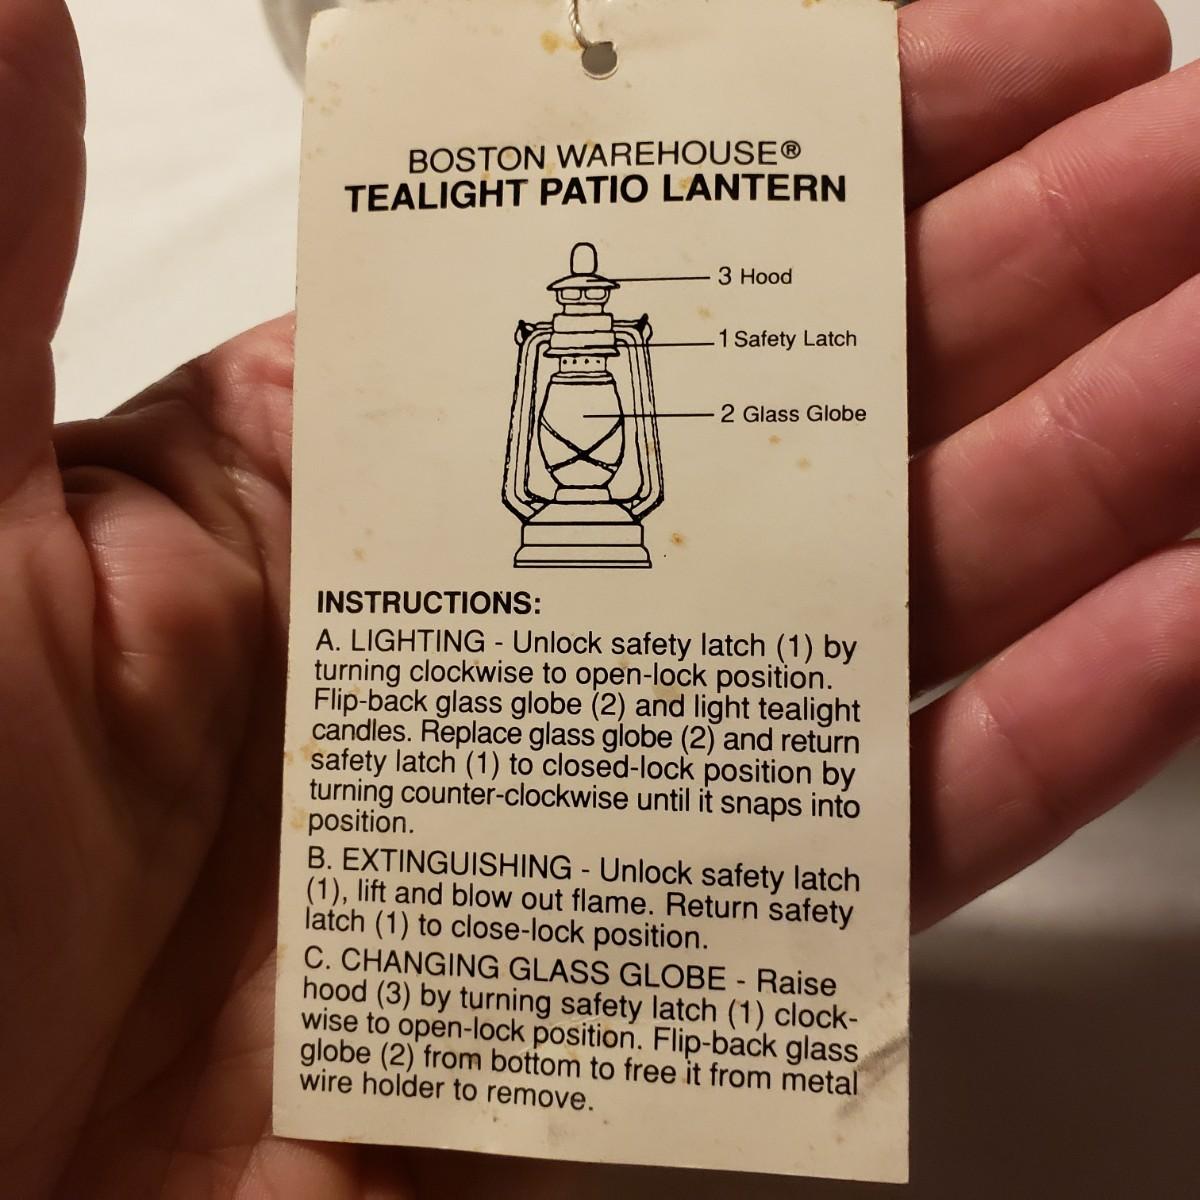 BOSTON WAREHOUSE®
TEALIGHT PATIO LANTERN
3 Hood
1 Safety Latch
2 Glass Globe
INSTRUCTIONS:
A. LIGHTING - Unlock safety latch (1) by
turning clockwise to open-lock position.
Flip-back glass globe (2) and light tealight
candles. Replace glass globe (2) and return
safety latch (1) to closed-lock position by
turning counter-clockwise until it snaps into
position.
B. EXTINGUISHING - Unlock safety latch
(1), lift and blow out flame. Return safety
latch (1) to close-lock position.
C. CHANGING GLASS GLOBE - Raise
hood (3) by turning safety latch (1) clock-
wise to open-lock position. Flip-back glass
globe (2) from bottom to free it from metal
wire holder to remove.